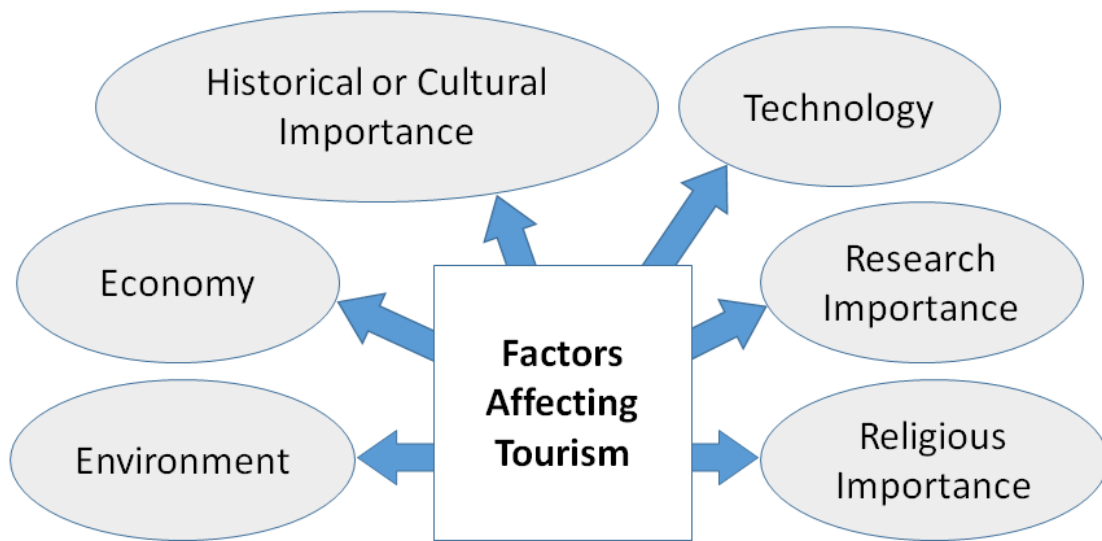 Historical or Cultural
Importance
Technology
Economy
Research
Importance
Factors
Affecting
Tourism
Environment
Religious
Importance